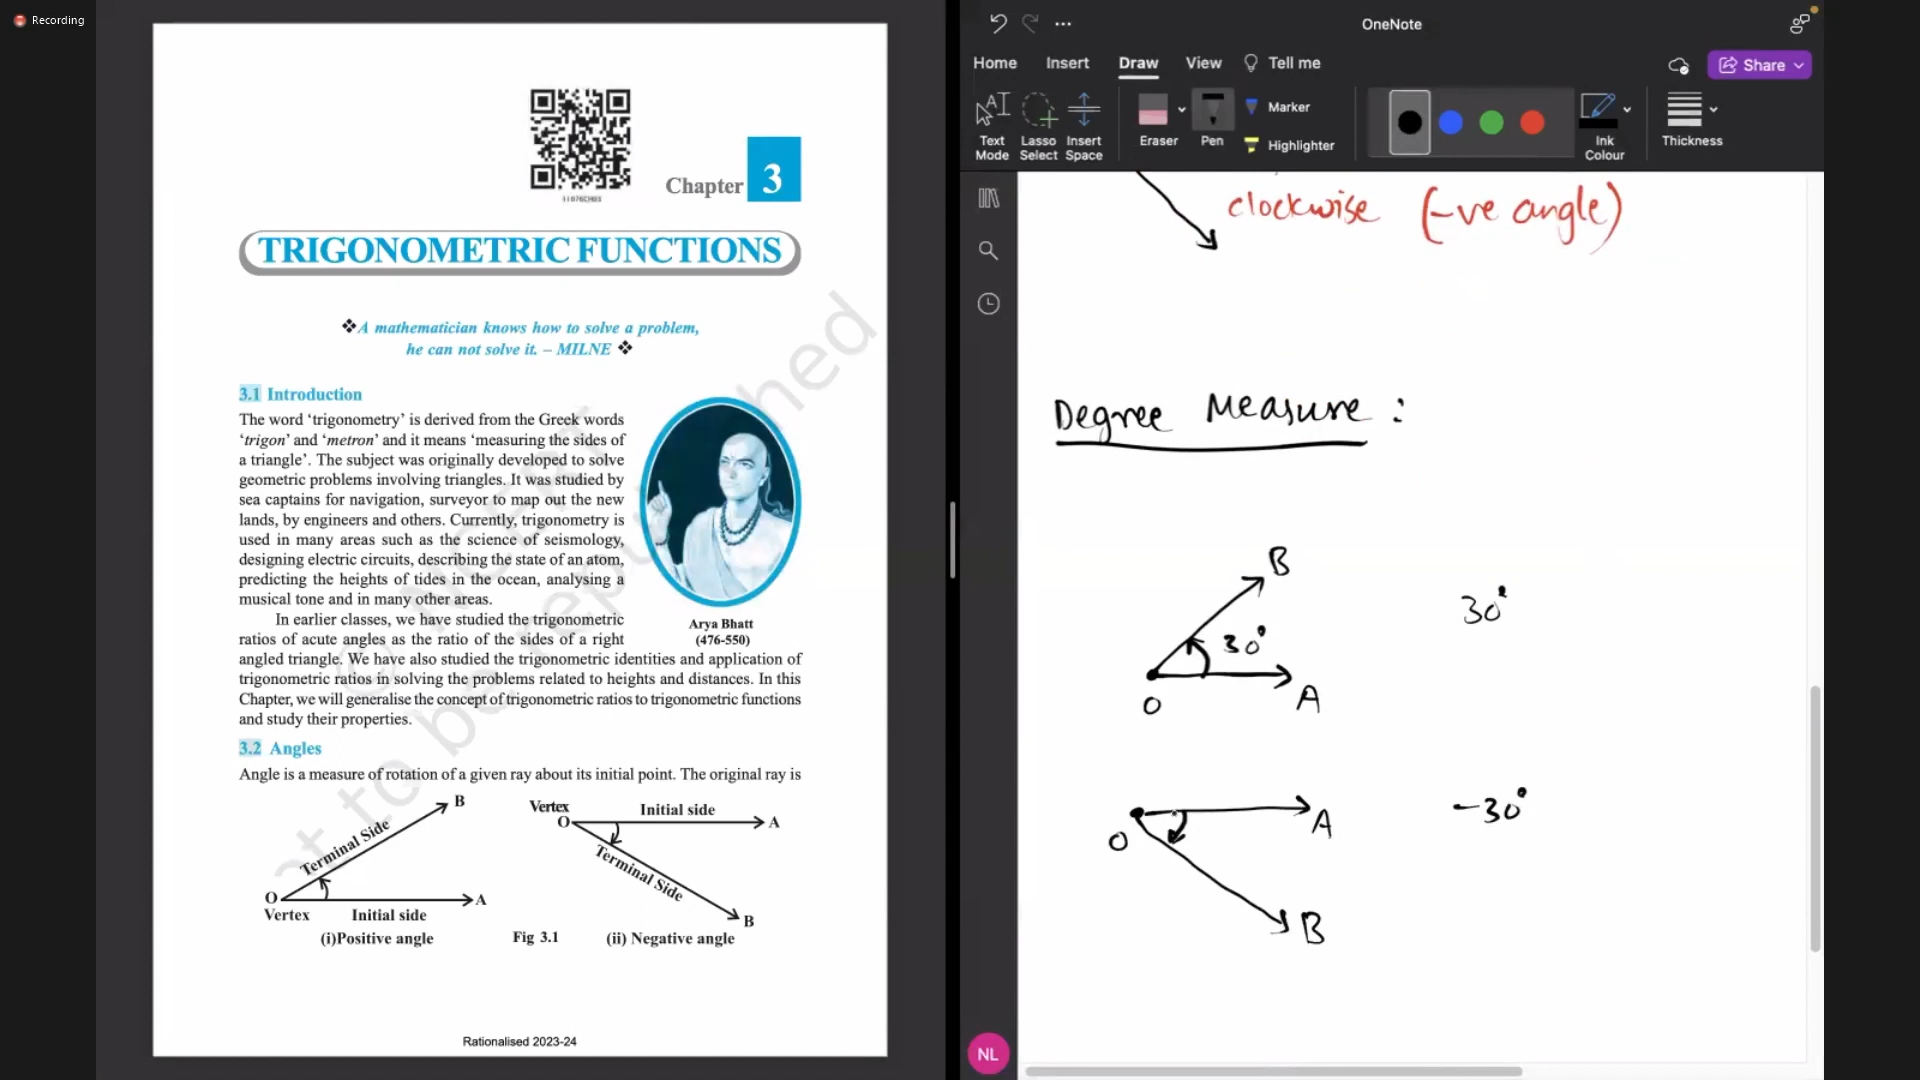 Recording
Chapter 3
TRIGONOMETRIC FUNCTIONS
❖A mathematician knows how to solve a problem,
he can not solve it. – MILNE ❖
3.1 Introduction
The word ‘trigonometry’ is derived from the Greek words
‘trigon’ and ‘metron’ and it means ‘measuring the sides of
a triangle’. The subject was originally developed to solve
geometric problems involving triangles. It was studied by
sea captains for navigation, surveyor to map out the new
lands, by engineers and others. Currently, trigonometry is
used in many areas such as the science of seismology,
designing electric circuits, describing the state of an atom,
predicting the heights of tides in the ocean, analysing a
musical tone and in many other areas.
In earlier classes, we have studied the trigonometric
ratios of acute angles as the ratio of the sides of a right
angled triangle. We have also studied the trigonometric identities and application of
trigonometric ratios in solving the problems related to heights and distances. In this
Chapter, we will generalise the concept of trigonometric ratios to trigonometric functions
and study their properties.
Arya Bhatt
(476-550)
3.2 Angles
Angle is a measure of rotation of a given ray about its initial point. The original ray is
B
Terminal Side
O
A
Vertex
Initial side
(i)Positive angle
Fig 3.1
Vertex
Initial side
O
A
Terminal Side
B
(ii) Negative angle
Rationalised 2023-24
OneNote
Home
Insert
Draw
View
Tell me
Share
Text
Mode
Lasso
Select
Insert
Space
Eraser
Pen
Marker
Highlighter
Ink
Colour
Thickness
clockwise (-ve angle)
Degree Measure :
B
30°
O
A
30°
O
A
B
-30°
NL